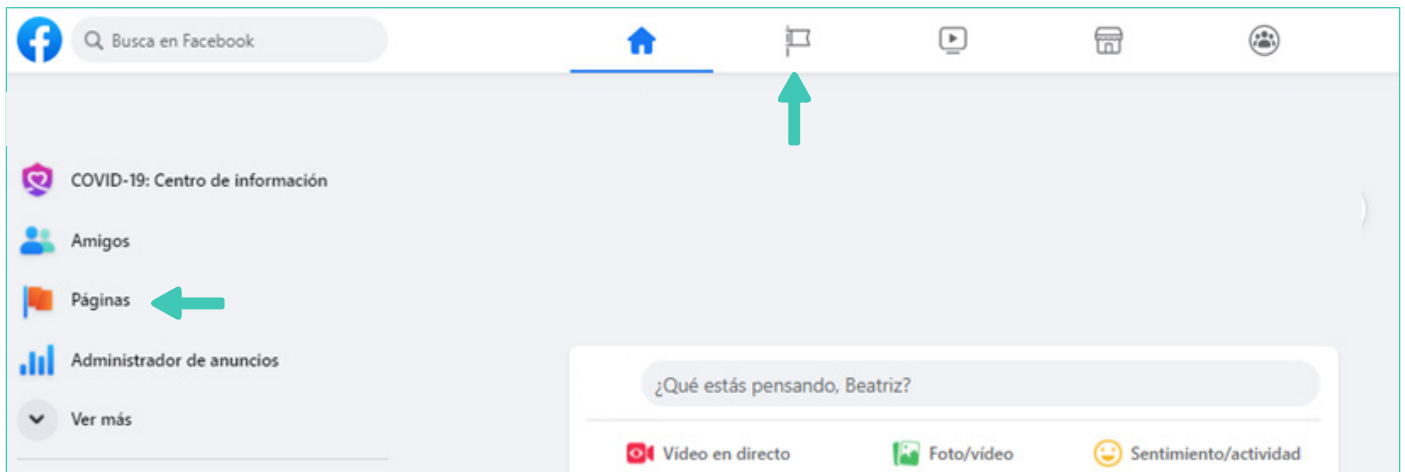 Busca en Facebook
COVID-19: Centro de información
Amigos
Páginas
Administrador de anuncios
Ver más
¿Qué estás pensando, Beatriz?
Vídeo en directo
Foto/vídeo
Sentimiento/actividad